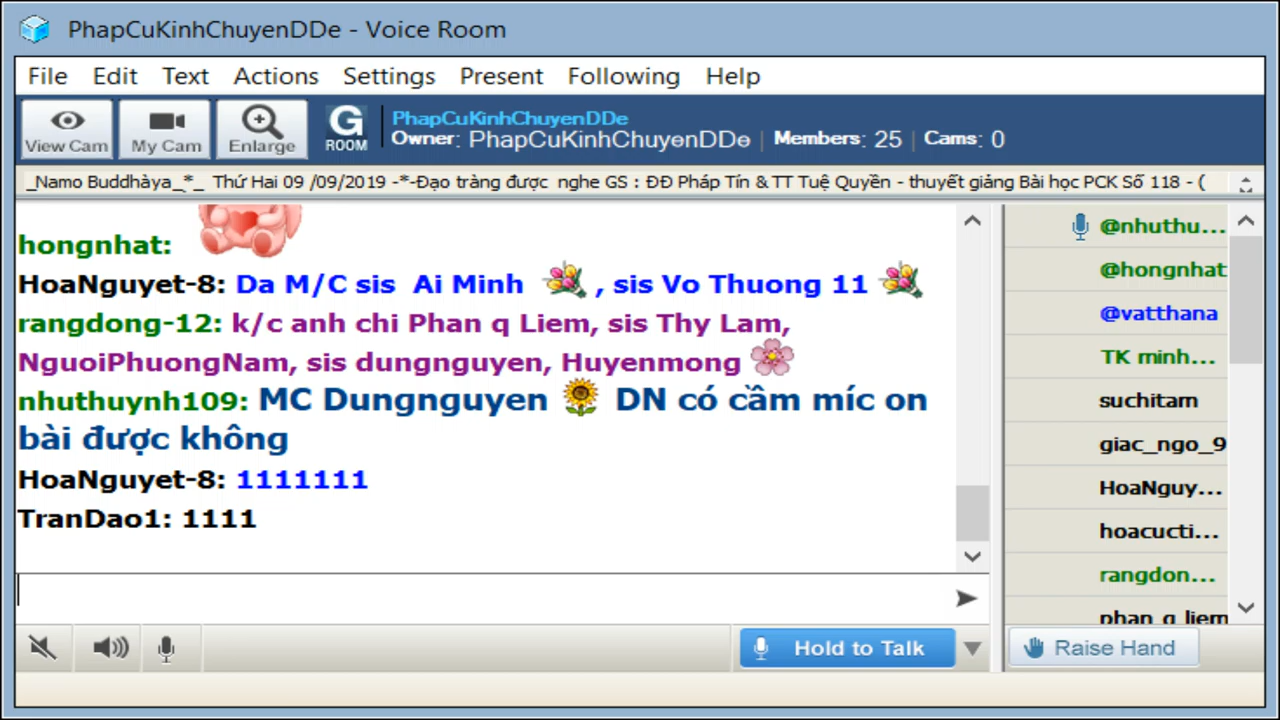 PhapCuKinhChuyenDDe - Voice Room
File Edit Text Actions Settings Present Following Help
View Cam My Cam Enlarge G ROOM
PhapCuKinhChuyenDDe
Owner: PhapCuKinhChuyenDDe | Members: 25 | Cams: 0
_Namo Buddhàya_*_ Thứ Hai 09 /09/2019 -*-Đạo tràng được nghe GS : ĐĐ Pháp Tín & TT Tuệ Quyền - thuyết giảng Bài học PCK Số 118 - (
hongnhat:
HoaNguyet-8: Da M/C sis Ai Minh , sis Vo Thuong 11
rangdong-12: k/c anh chi Phan q Liem, sis Thy Lam,
NguoiPhuongNam, sis dungnguyen, Huyenmong
nhuthuynh109: MC Dungnguyen DN có cầm míc on
bài được không
HoaNguyet-8: 1111111
TranDao1: 1111
@nhuthu...
@hongnhat
@vatthana
TK minh...
suchitam
giac_ngo_9
HoaNguy...
hoacucti...
rangdon...
phan_q_liem
Hold to Talk
Raise Hand